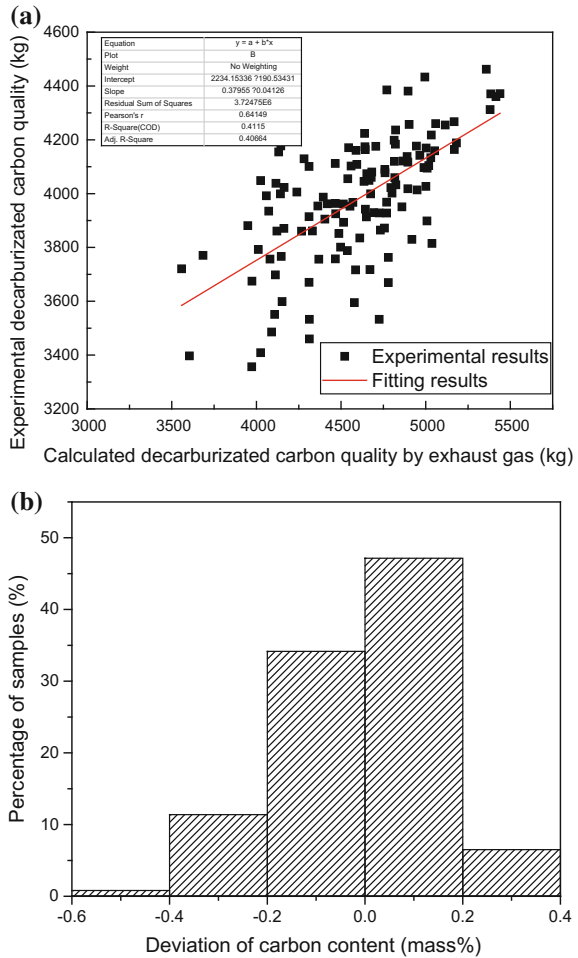 (a)
4600
4400
4200
4000
3800
3600
3400
3200
Experimental decarburizated carbon quality (kg)
Equation y = a + b*x
Plot B
Weight No Weighting
Intercept 2234.15336 ?190.53431
Slope 0.37955 ?0.04126
Residual Sum of Squares 3.72475E6
Pearson's r 0.64149
R-Square(COD) 0.4115
Adj. R-Square 0.40664
Experimental results
Fitting results
3000 3500 4000 4500 5000 5500
Calculated decarburizated carbon quality by exhaust gas (kg)
(b)
50
40
30
20
10
0
Percentage of samples (%)
-0.6 -0.4 -0.2 0.0 0.2 0.4
Deviation of carbon content (mass%)